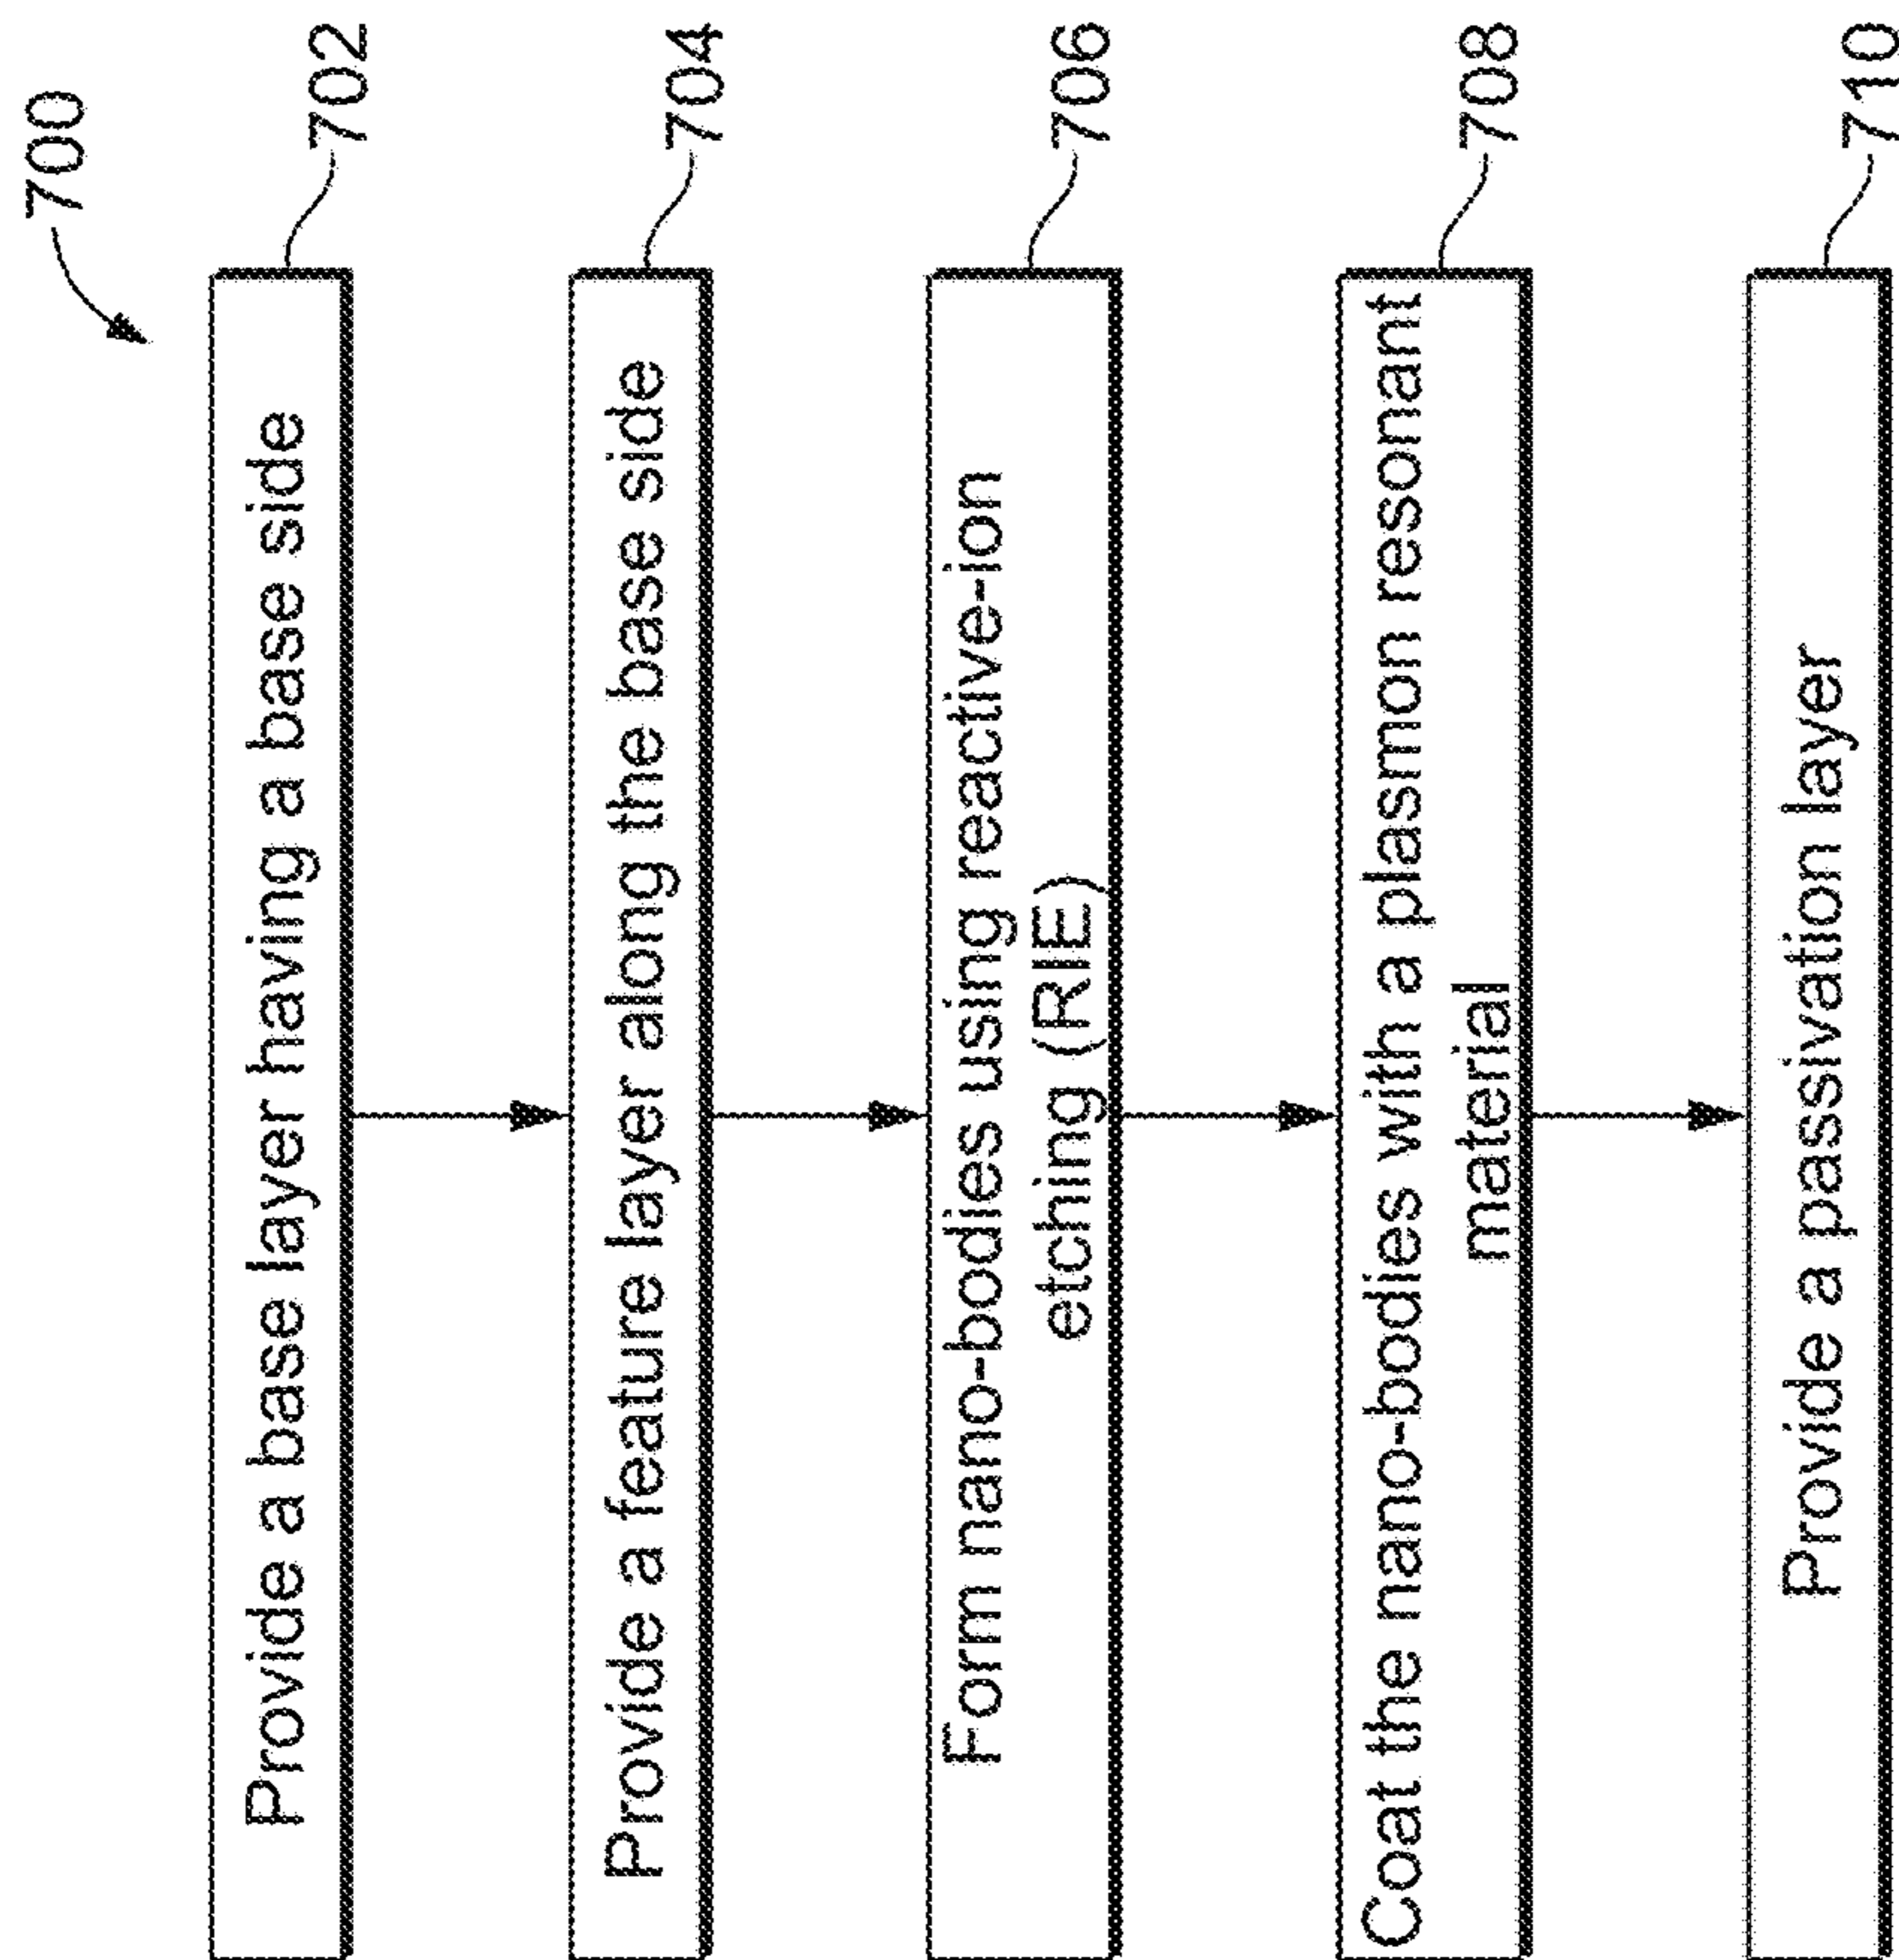 700
Provide a base layer having a base side
702
Provide a feature layer along the base side
704
Form nano-bodies using reactive-ion
etching (RIE)
706
Coat the nano-bodies with a plasmon resonant
material
708
Provide a passivation layer
710